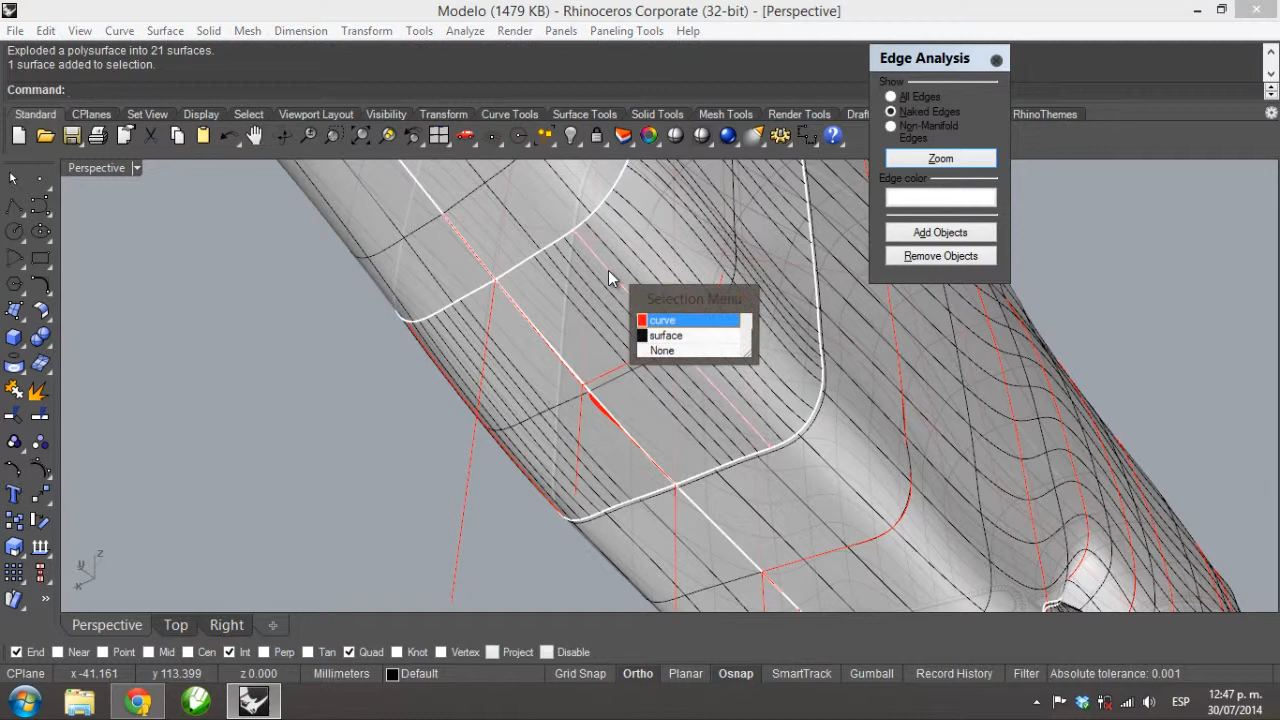 Modelo (1479 KB) - Rhinoceros Corporate (32-bit) - [Perspective]
File Edit View Curve Surface Solid Mesh Dimension Transform Tools Analyze Render Panels Paneling Tools Help
Exploded a polysurface into 21 surfaces.
1 surface added to selection.
Command:
Edge Analysis
Show
All Edges
Naked Edges
Non-Manifold
Edges
Zoom
Edge color
Add Objects
Remove Objects
Standard CPlanes Set View Display Select Viewport Layout Visibility Transform Curve Tools Surface Tools Solid Tools Mesh Tools Render Tools Draf RhinoThemes
Perspective
Selection Menu
curve
surface
None
z
y
x
Perspective Top Right
End Near Point Mid Cen Int Perp Tan Quad Knot Vertex Project Disable
CPlane x -41.161 y 113.399 z 0.000 Millimeters Default Grid Snap Ortho Planar Osnap SmartTrack Gumball Record History Filter Absolute tolerance: 0.001
ESP
12:47 p. m.
30/07/2014